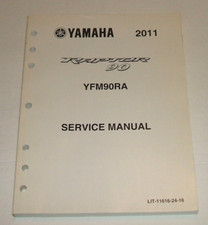 YAMAHA 2011
RAPTOR
90
YFM90RA
SERVICE MANUAL
LIT-11616-24-16